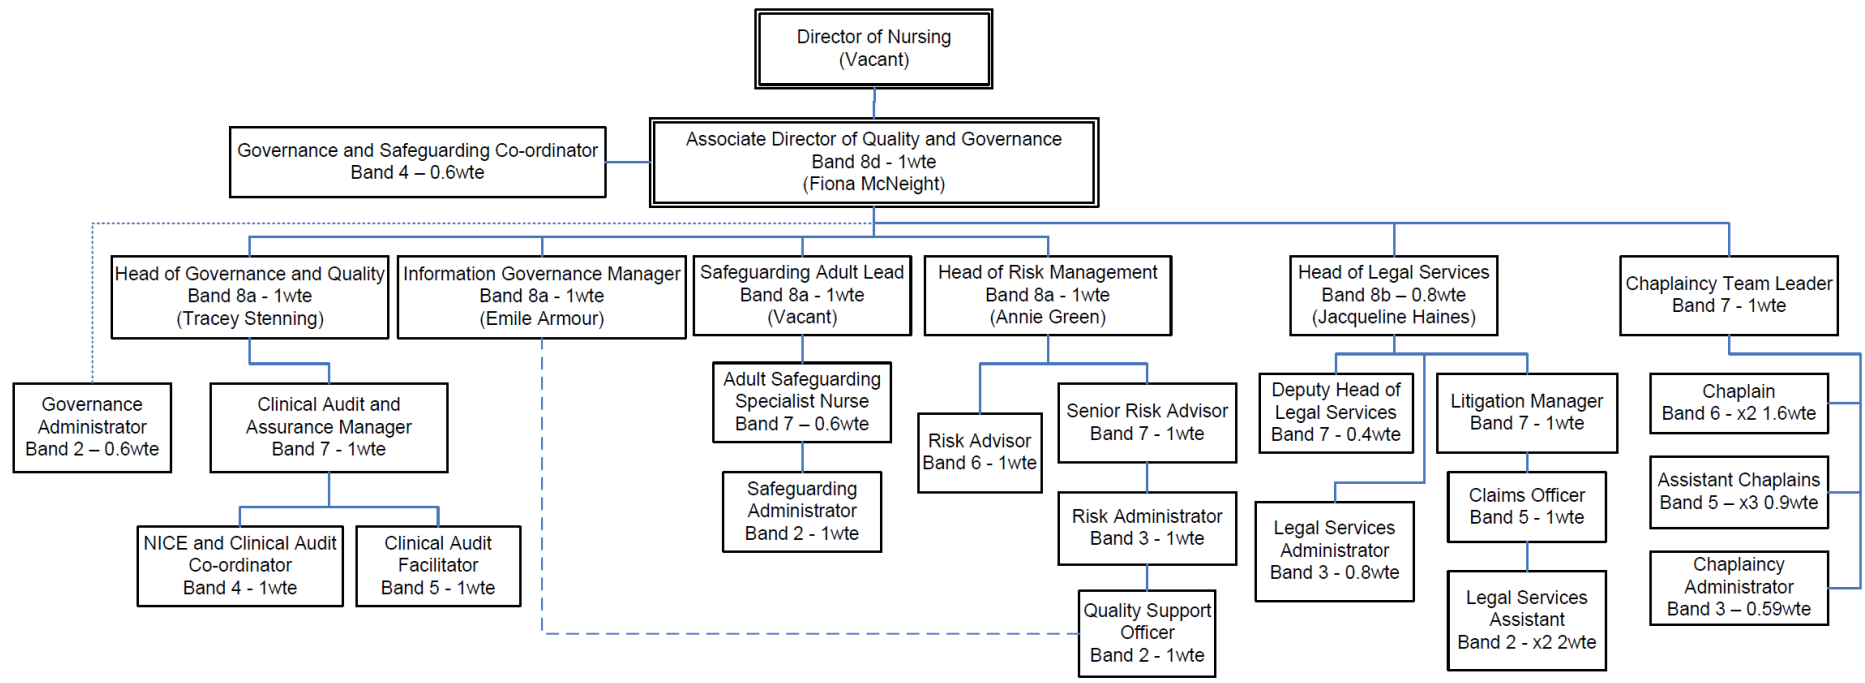 Director of Nursing
(Vacant)
Governance and Safeguarding Co-ordinator
Band 4 – 0.6wte
Associate Director of Quality and Governance
Band 8d - 1wte
(Fiona McNeight)
Head of Governance and Quality
Band 8a - 1wte
(Tracey Stenning)
Information Governance Manager
Band 8a - 1wte
(Emile Armour)
Safeguarding Adult Lead
Band 8a - 1wte
(Vacant)
Head of Risk Management
Band 8a - 1wte
(Annie Green)
Head of Legal Services
Band 8b – 0.8wte
(Jacqueline Haines)
Chaplaincy Team Leader
Band 7 - 1wte
Governance
Administrator
Band 2 – 0.6wte
Clinical Audit and
Assurance Manager
Band 7 - 1wte
Adult Safeguarding
Specialist Nurse
Band 7 – 0.6wte
Risk Advisor
Band 6 - 1wte
Senior Risk Advisor
Band 7 - 1wte
Deputy Head of
Legal Services
Band 7 - 0.4wte
Litigation Manager
Band 7 - 1wte
Chaplain
Band 6 - x2 1.6wte
Assistant Chaplains
Band 5 – x3 0.9wte
NICE and Clinical Audit
Co-ordinator
Band 4 - 1wte
Clinical Audit
Facilitator
Band 5 - 1wte
Safeguarding
Administrator
Band 2 - 1wte
Risk Administrator
Band 3 - 1wte
Legal Services
Administrator
Band 3 - 0.8wte
Claims Officer
Band 5 - 1wte
Chaplaincy
Administrator
Band 3 – 0.59wte
Quality Support
Officer
Band 2 - 1wte
Legal Services
Assistant
Band 2 - x2 2wte